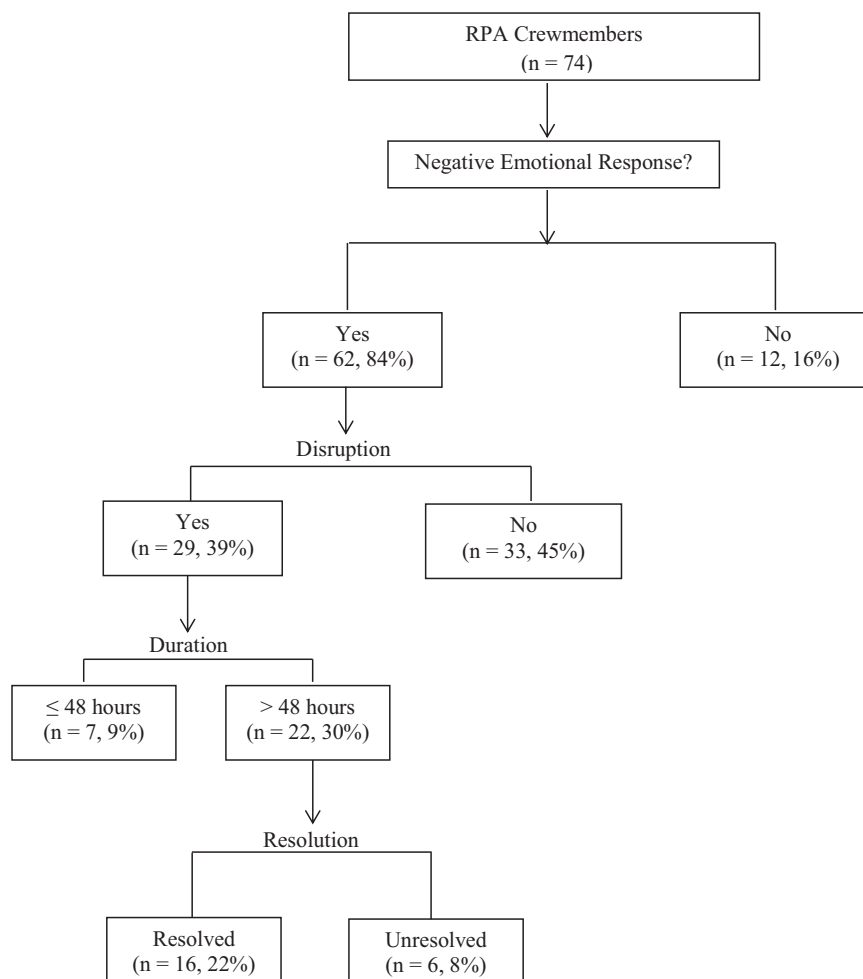 RPA Crewmembers
(n = 74)
Negative Emotional Response?
Yes
(n = 62, 84%)
No
(n = 12, 16%)
Disruption
Yes
(n = 29, 39%)
No
(n = 33, 45%)
Duration
≤ 48 hours
(n = 7, 9%)
> 48 hours
(n = 22, 30%)
Resolution
Resolved
(n = 16, 22%)
Unresolved
(n = 6, 8%)